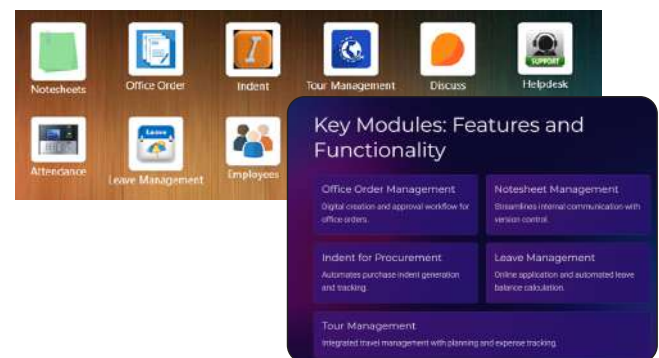 Notesheets
Office Order
Indent
Tour Management
Discuss
SUPPORT
Helpdesk
Attendance
Leave
Leave Management
Employees
Key Modules: Features and
Functionality
Office Order Management
Digital creation and approval workflow for
office orders.
Notesheet Management
Streamlines internal communication with
version control.
Indent for Procurement
Automates purchase indent generation
and tracking.
Leave Management
Online application and automated leave
balance calculation.
Tour Management
Integrated travel management with planning and expense tracking.